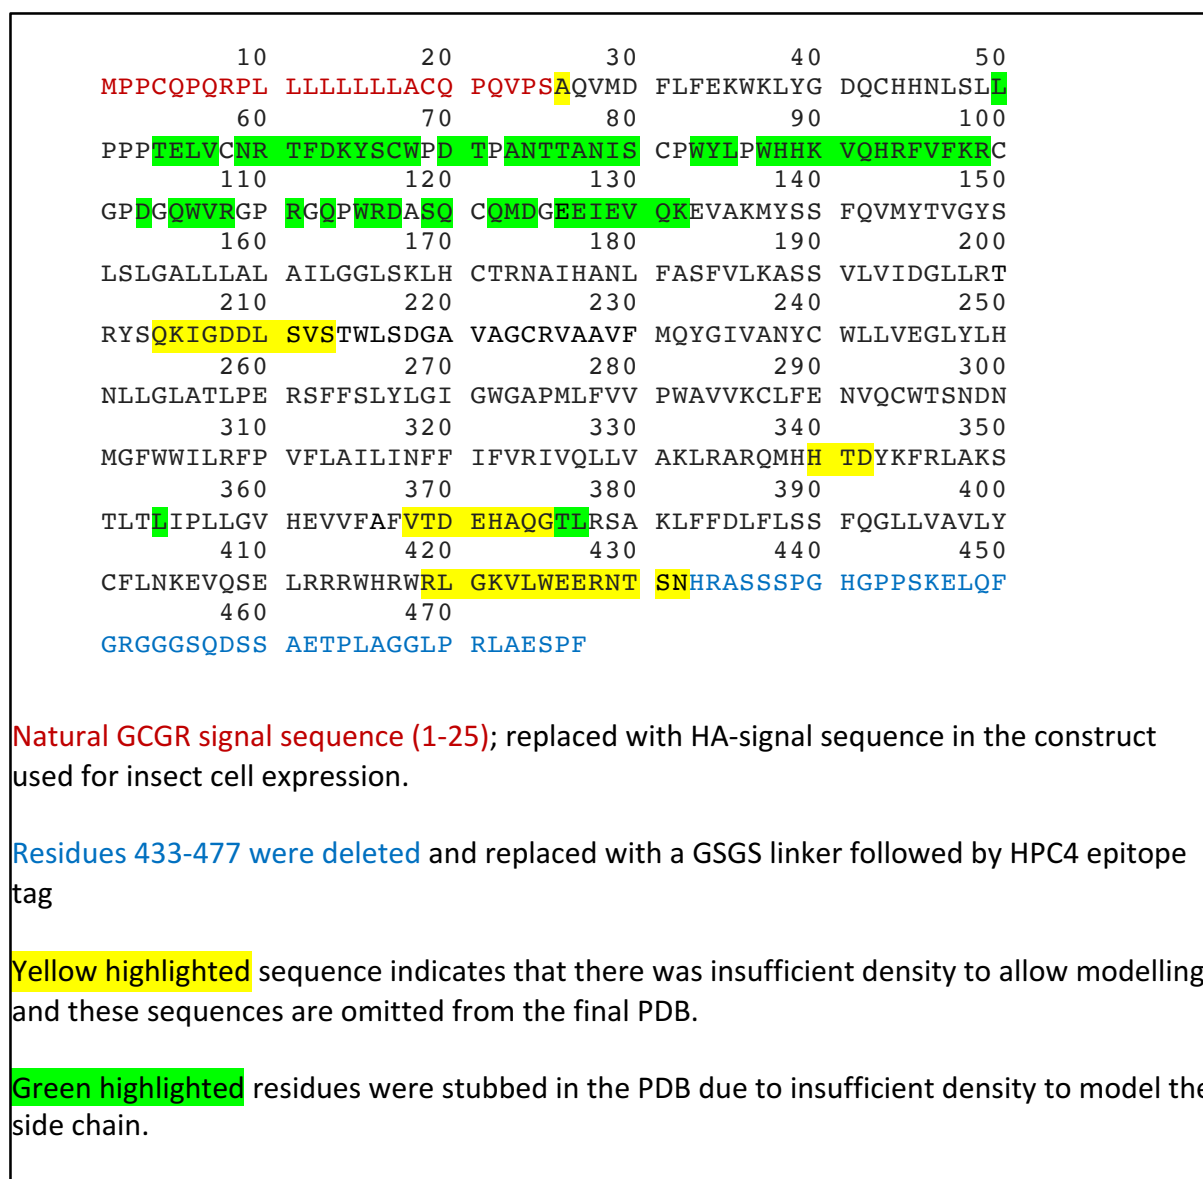 10 20 30 40 50
MPPCQPQRPL LLLLLLLACQ PQVPSAQVMD FLFEKWKLYG DQCHHNLSLL
60 70 80 90 100
PPPTELVCNR TFDKYSCWPD TPANTTANIS CPWYLPWHHK VQHRFVFKRC
110 120 130 140 150
GPDGQWVRGP RGQPWRDASQ CQMDGEEIEV QKEVAKMYSS FQVMYTVGYS
160 170 180 190 200
LSLGALLLAL AILGGLSKLH CTRNAIHANL FASFVLKASS VLVIDGLLRT
210 220 230 240 250
RYSQKIGDDL SVSTWLSDGA VAGCRVAAVF MQYGIVANYC WLLVEGLYLH
260 270 280 290 300
NLLGLATLPE RSFFSLYLGI GWGAPMLFVV PWAVVKCLFE NVQCWTSNDN
310 320 330 340 350
MGFWWILRFP VFLAILINFF IFVRIVQLLV AKLRARQMHH TDYKFRLAKS
360 370 380 390 400
TLTLIPLLGV HEVVFAFVTD EHAQGTLRSA KLFFDLFLSS FQGLLVAVLY
410 420 430 440 450
CFLNKEVQSE LRRRWHRWRL GKVLWEERNT SNHRASSSPG HGPPSKELQF
460 470
GRGGGSQDSS AETPLAGGLP RLAESPF
Natural GCGR signal sequence (1-25); replaced with HA-signal sequence in the construct
used for insect cell expression.
Residues 433-477 were deleted and replaced with a GSGS linker followed by HPC4 epitope
tag
Yellow highlighted sequence indicates that there was insufficient density to allow modelling
and these sequences are omitted from the final PDB.
Green highlighted residues were stubbed in the PDB due to insufficient density to model the
side chain.